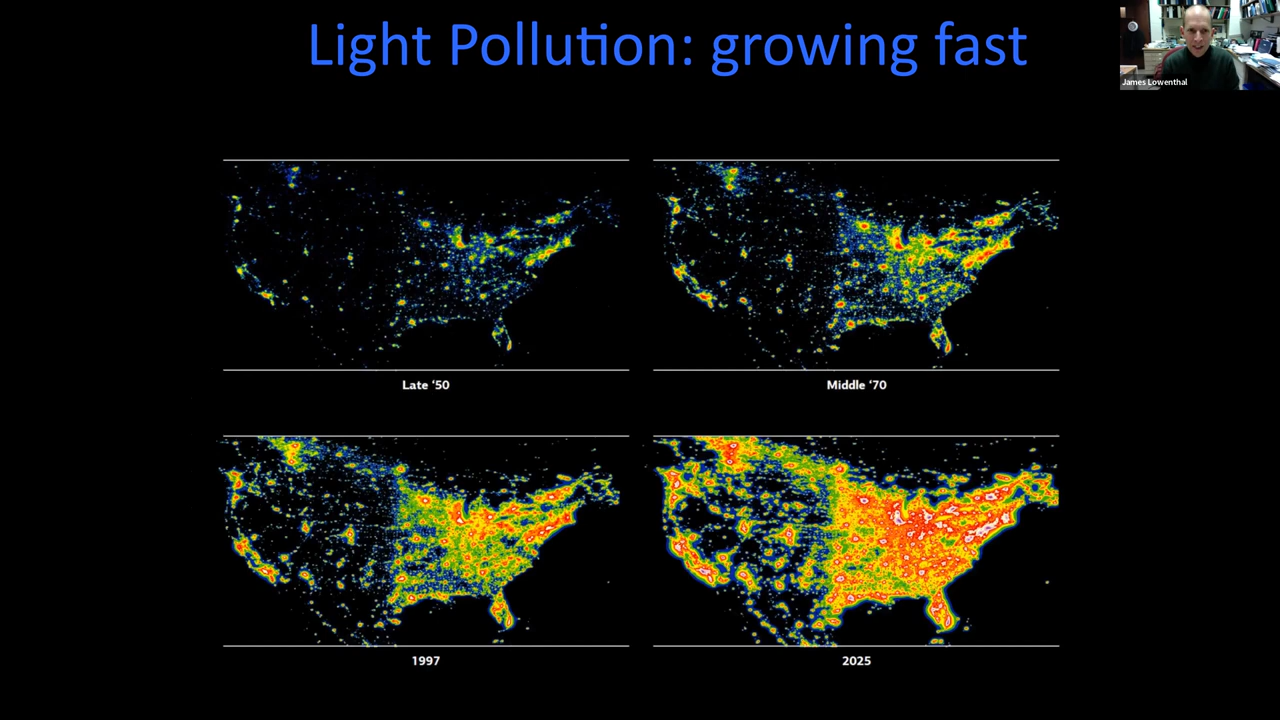 Light Pollution: growing fast
James Lowenthal
Late ‘50
Middle ‘70
1997
2025